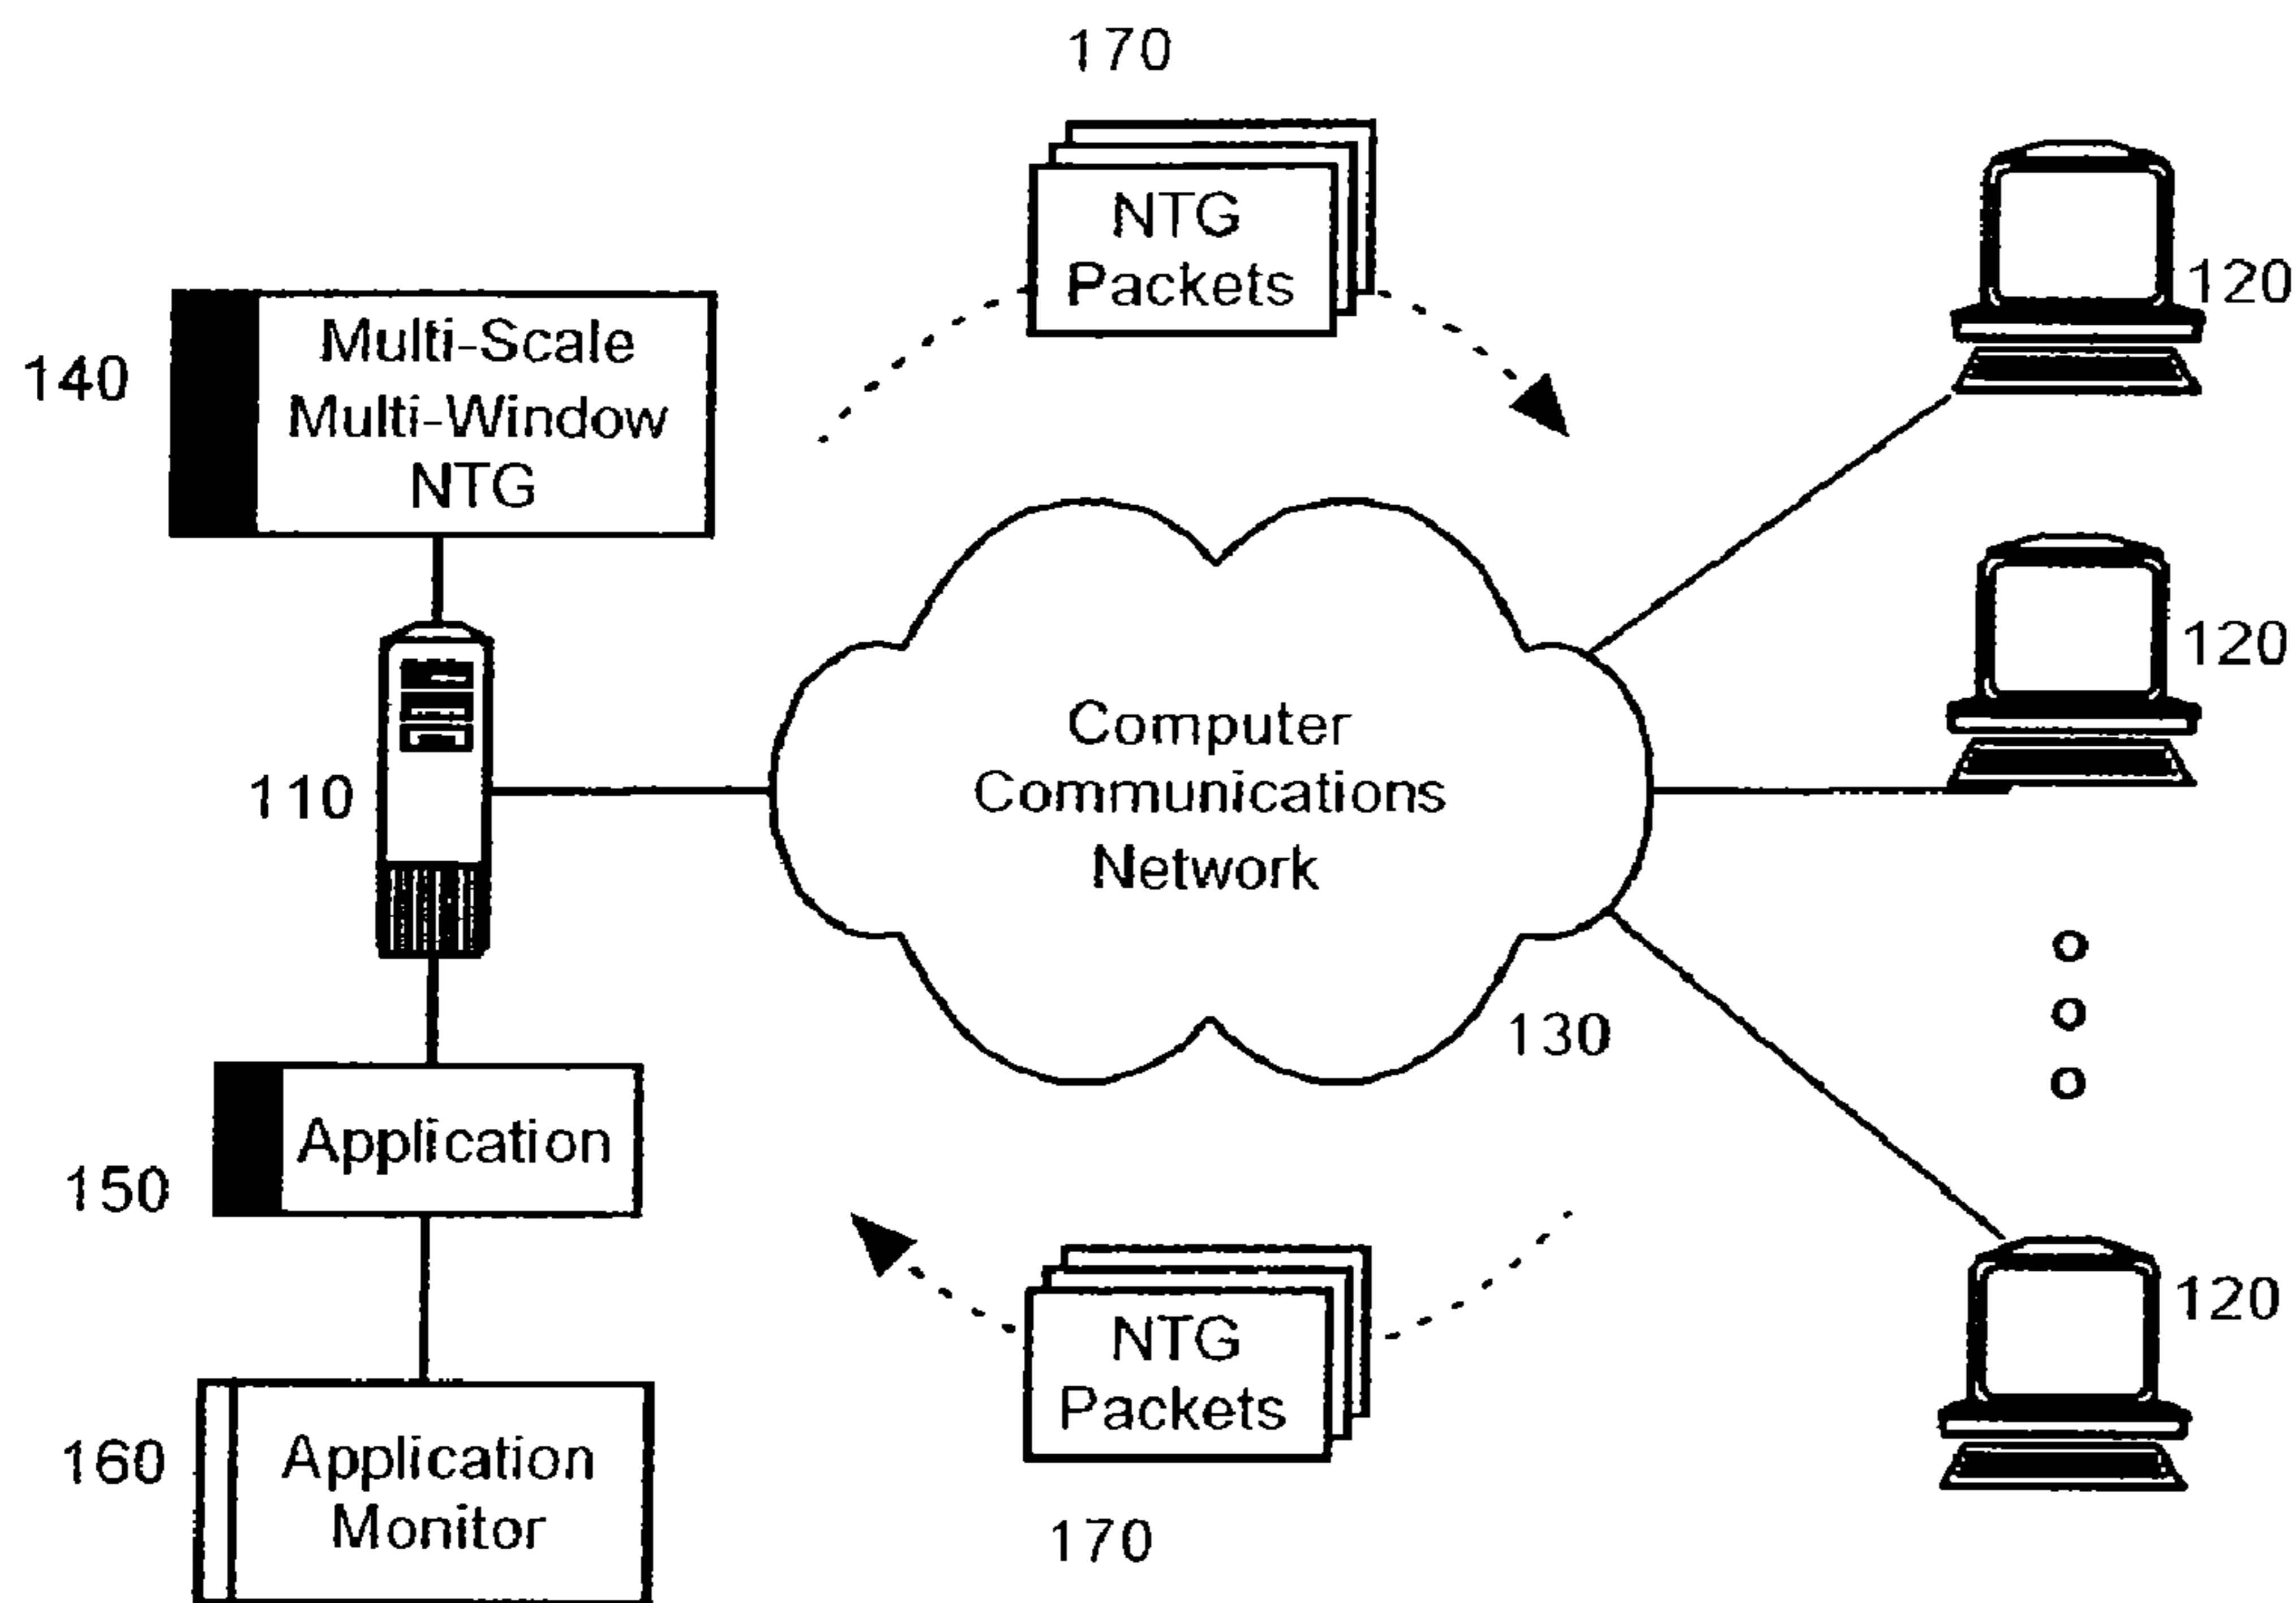 170
NTG
Packets
120
140
Multi-Scale
Multi-Window
NTG
120
110
Computer
Communications
Network
130
150
Application
120
160
Application
Monitor
NTG
Packets
170